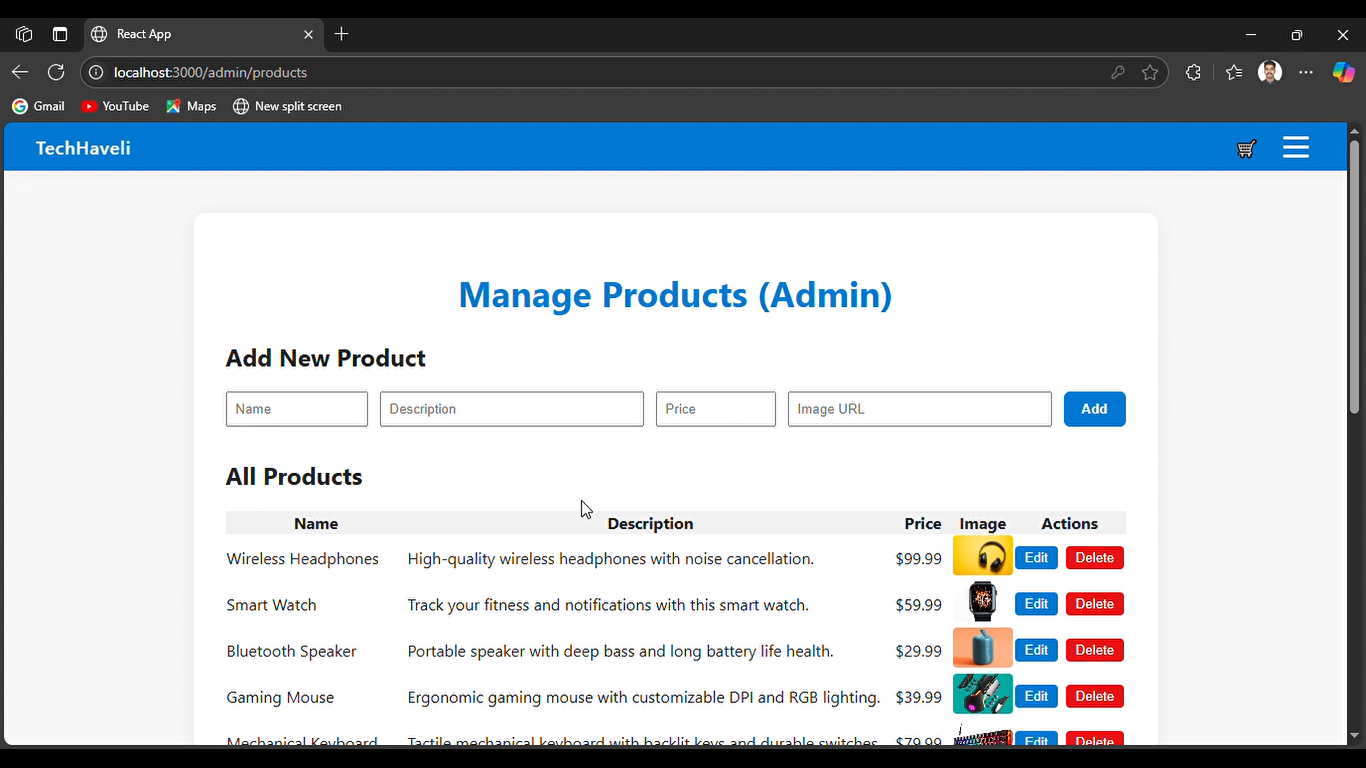 React App
localhost:3000/admin/products
Gmail YouTube Maps New split screen
TechHaveli
Manage Products (Admin)
Add New Product
Name Description Price Image URL Add
All Products
Name Description Price Image Actions
Wireless Headphones High-quality wireless headphones with noise cancellation. $99.99 Edit Delete
Smart Watch Track your fitness and notifications with this smart watch. $59.99 Edit Delete
Bluetooth Speaker Portable speaker with deep bass and long battery life health. $29.99 Edit Delete
Gaming Mouse Ergonomic gaming mouse with customizable DPI and RGB lighting. $39.99 Edit Delete
Mechanical Keyboard Tactile mechanical keyboard with backlit keys and durable switches. $79.99 Edit Delete